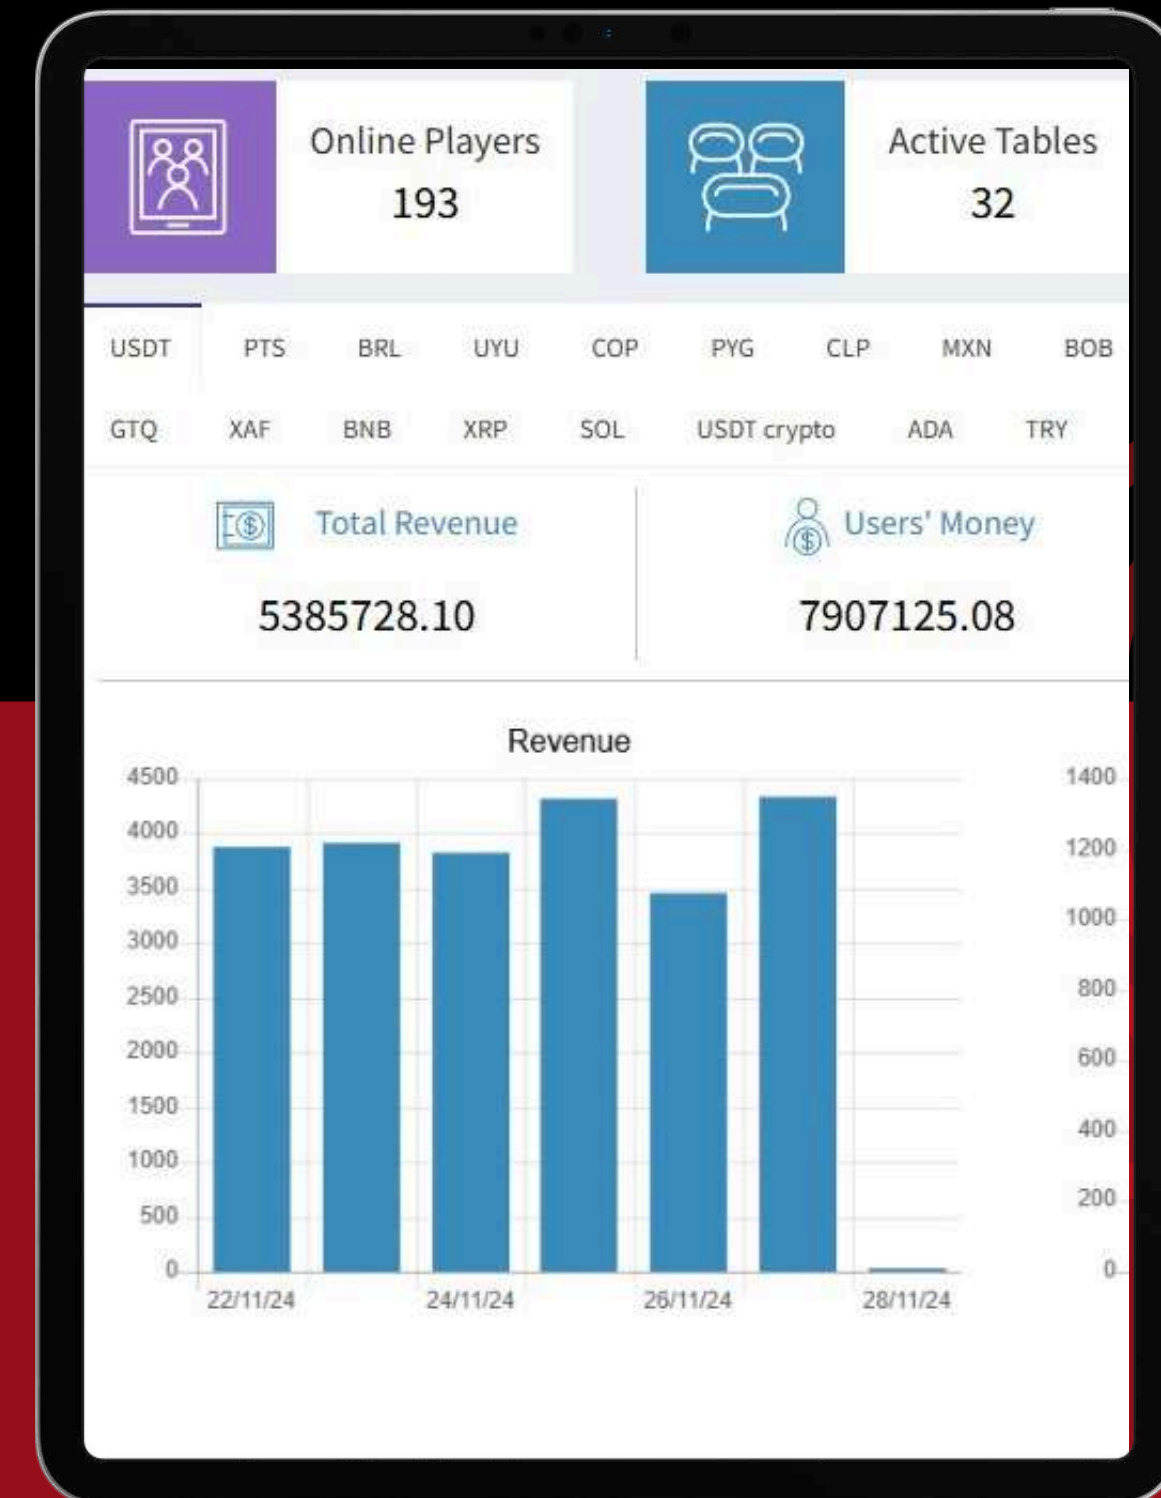 Online Players
193
Active Tables
32
USDT PTS BRL UYU COP PYG CLP MXN BOB
GTQ XAF BNB XRP SOL USDT crypto ADA TRY
Total Revenue
5385728.10
Users' Money
7907125.08
Revenue
4500
4000
3500
3000
2500
2000
1500
1000
500
0
22/11/24 24/11/24 26/11/24 28/11/24
1400
1200
1000
800
600
400
200
0